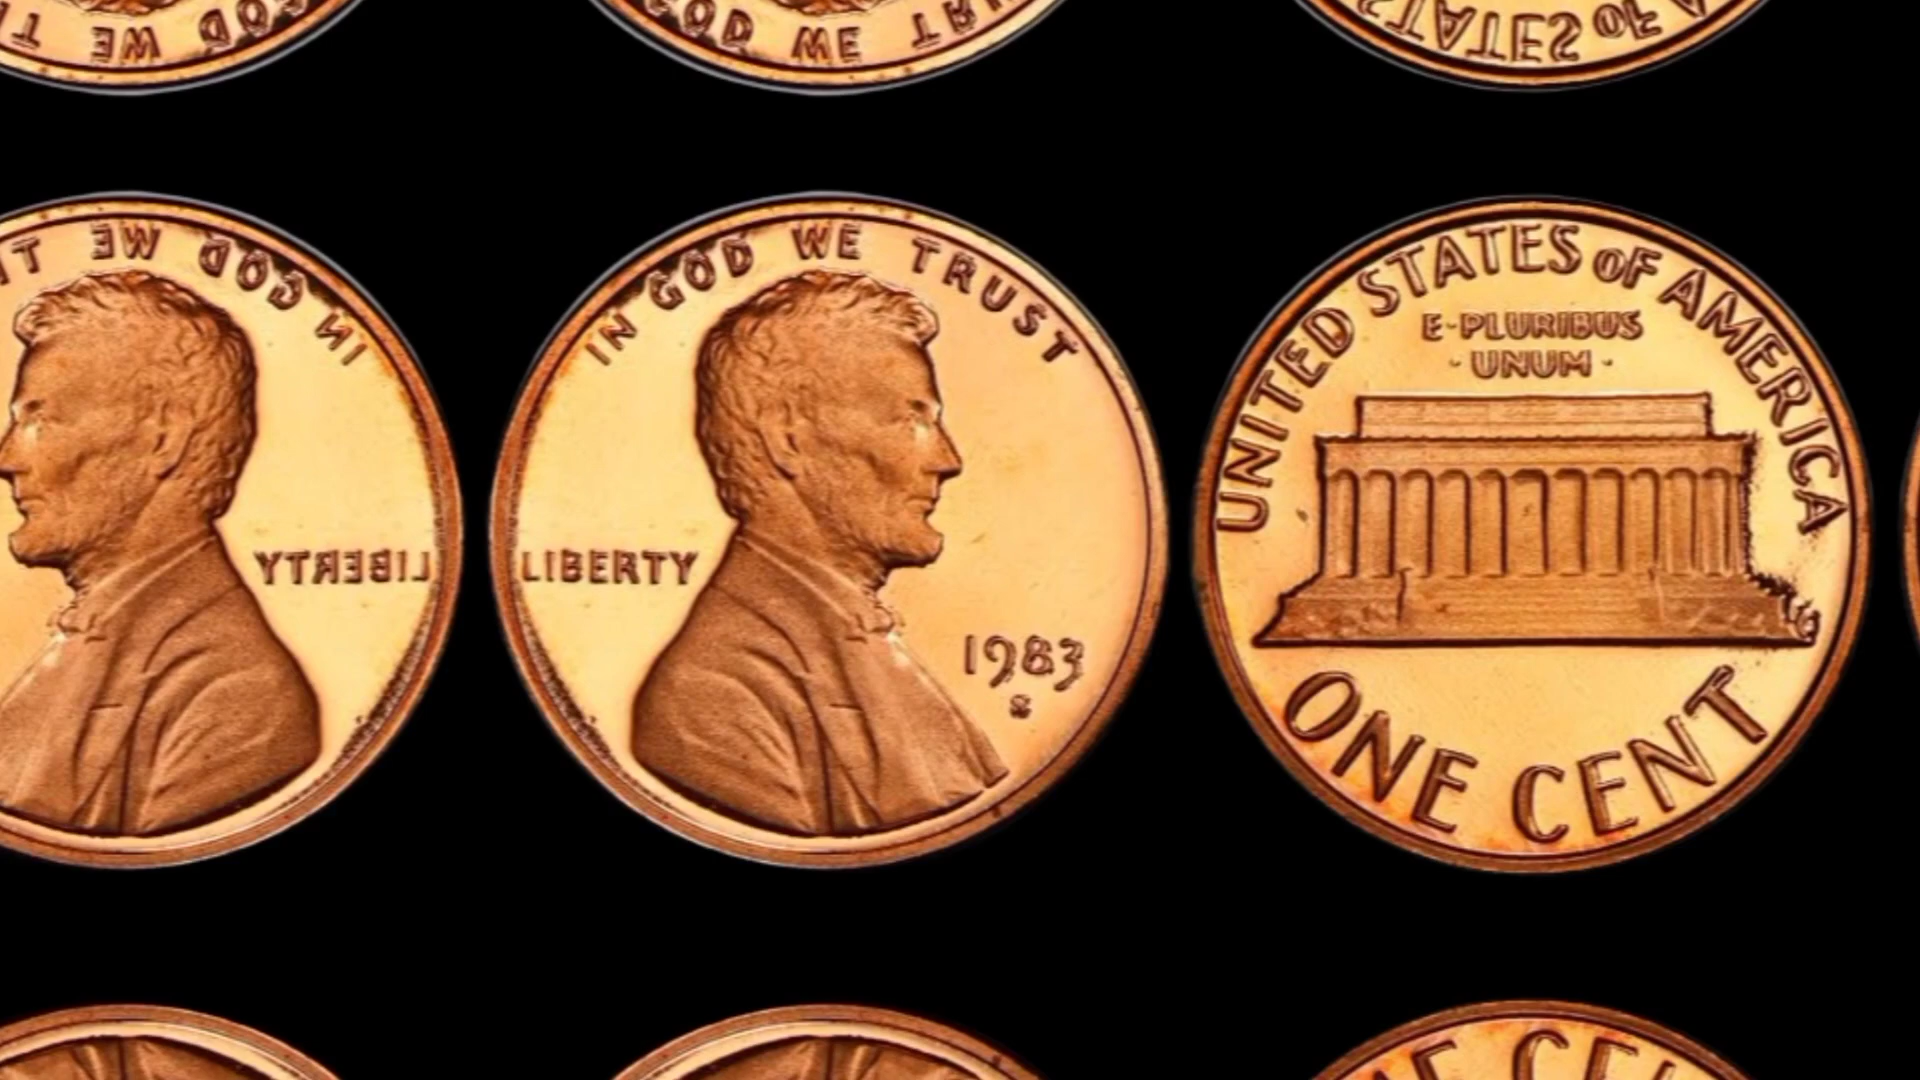 IN GOD WE TRUST
LIBERTY
1983
S
UNITED STATES OF AMERICA
E·PLURIBUS
·UNUM·
ONE CENT